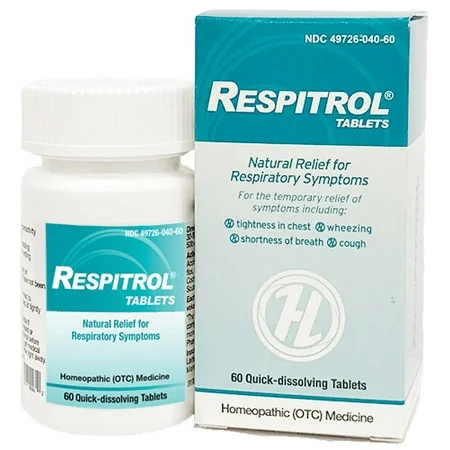 NDC 49726-040-60
RESPITROL®
TABLETS
Natural Relief for
Respiratory Symptoms
For the temporary relief of
symptoms including:
tightness in chest wheezing
shortness of breath cough
H
60 Quick-dissolving Tablets
Homeopathic (OTC) Medicine
NDC 49726-040-60
RESPITROL®
TABLETS
Natural Relief for
Respiratory Symptoms
Homeopathic (OTC) Medicine
60 Quick-dissolving Tablets